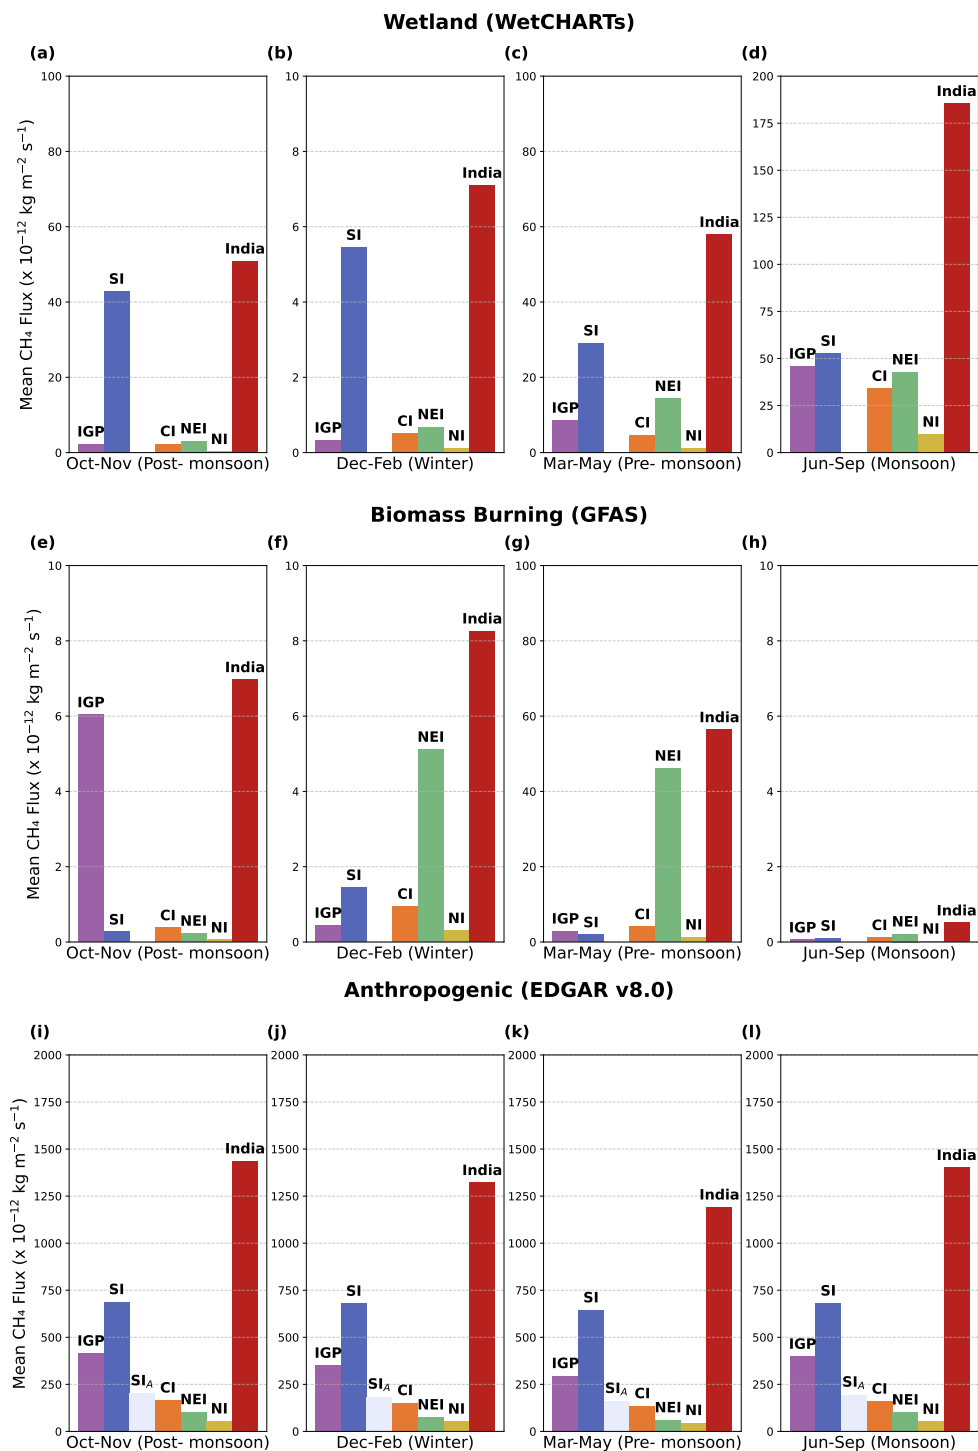 Wetland (WetCHARTs)
(a) (b) (c) (d)
Mean CH₄ Flux (x 10⁻¹² kg m⁻² s⁻¹)
100
80
60
40
20
0
IGP
SI
CI
NEI
NI
India
Oct-Nov (Post- monsoon)
10
8
6
4
2
0
IGP
SI
CI
NEI
NI
India
Dec-Feb (Winter)
100
80
60
40
20
0
IGP
SI
CI
NEI
NI
India
Mar-May (Pre- monsoon)
200
175
150
125
100
75
50
25
0
IGP
SI
CI
NEI
NI
India
Jun-Sep (Monsoon)
Biomass Burning (GFAS)
(e) (f) (g) (h)
Mean CH₄ Flux (x 10⁻¹² kg m⁻² s⁻¹)
10
8
6
4
2
0
IGP
SI
CI
NEI
NI
India
Oct-Nov (Post- monsoon)
10
8
6
4
2
0
IGP
SI
CI
NEI
NI
India
Dec-Feb (Winter)
100
80
60
40
20
0
IGP
SI
CI
NEI
NI
India
Mar-May (Pre- monsoon)
10
8
6
4
2
0
IGP
SI
CI
NEI
NI
India
Jun-Sep (Monsoon)
Anthropogenic (EDGAR v8.0)
(i) (j) (k) (l)
Mean CH₄ Flux (x 10⁻¹² kg m⁻² s⁻¹)
2000
1750
1500
1250
1000
750
500
250
0
IGP
SI
SI_A
CI
NEI
NI
India
Oct-Nov (Post- monsoon)
2000
1750
1500
1250
1000
750
500
250
0
IGP
SI
SI_A
CI
NEI
NI
India
Dec-Feb (Winter)
2000
1750
1500
1250
1000
750
500
250
0
IGP
SI
SI_A
CI
NEI
NI
India
Mar-May (Pre- monsoon)
2000
1750
1500
1250
1000
750
500
250
0
IGP
SI
SI_A
CI
NEI
NI
India
Jun-Sep (Monsoon)